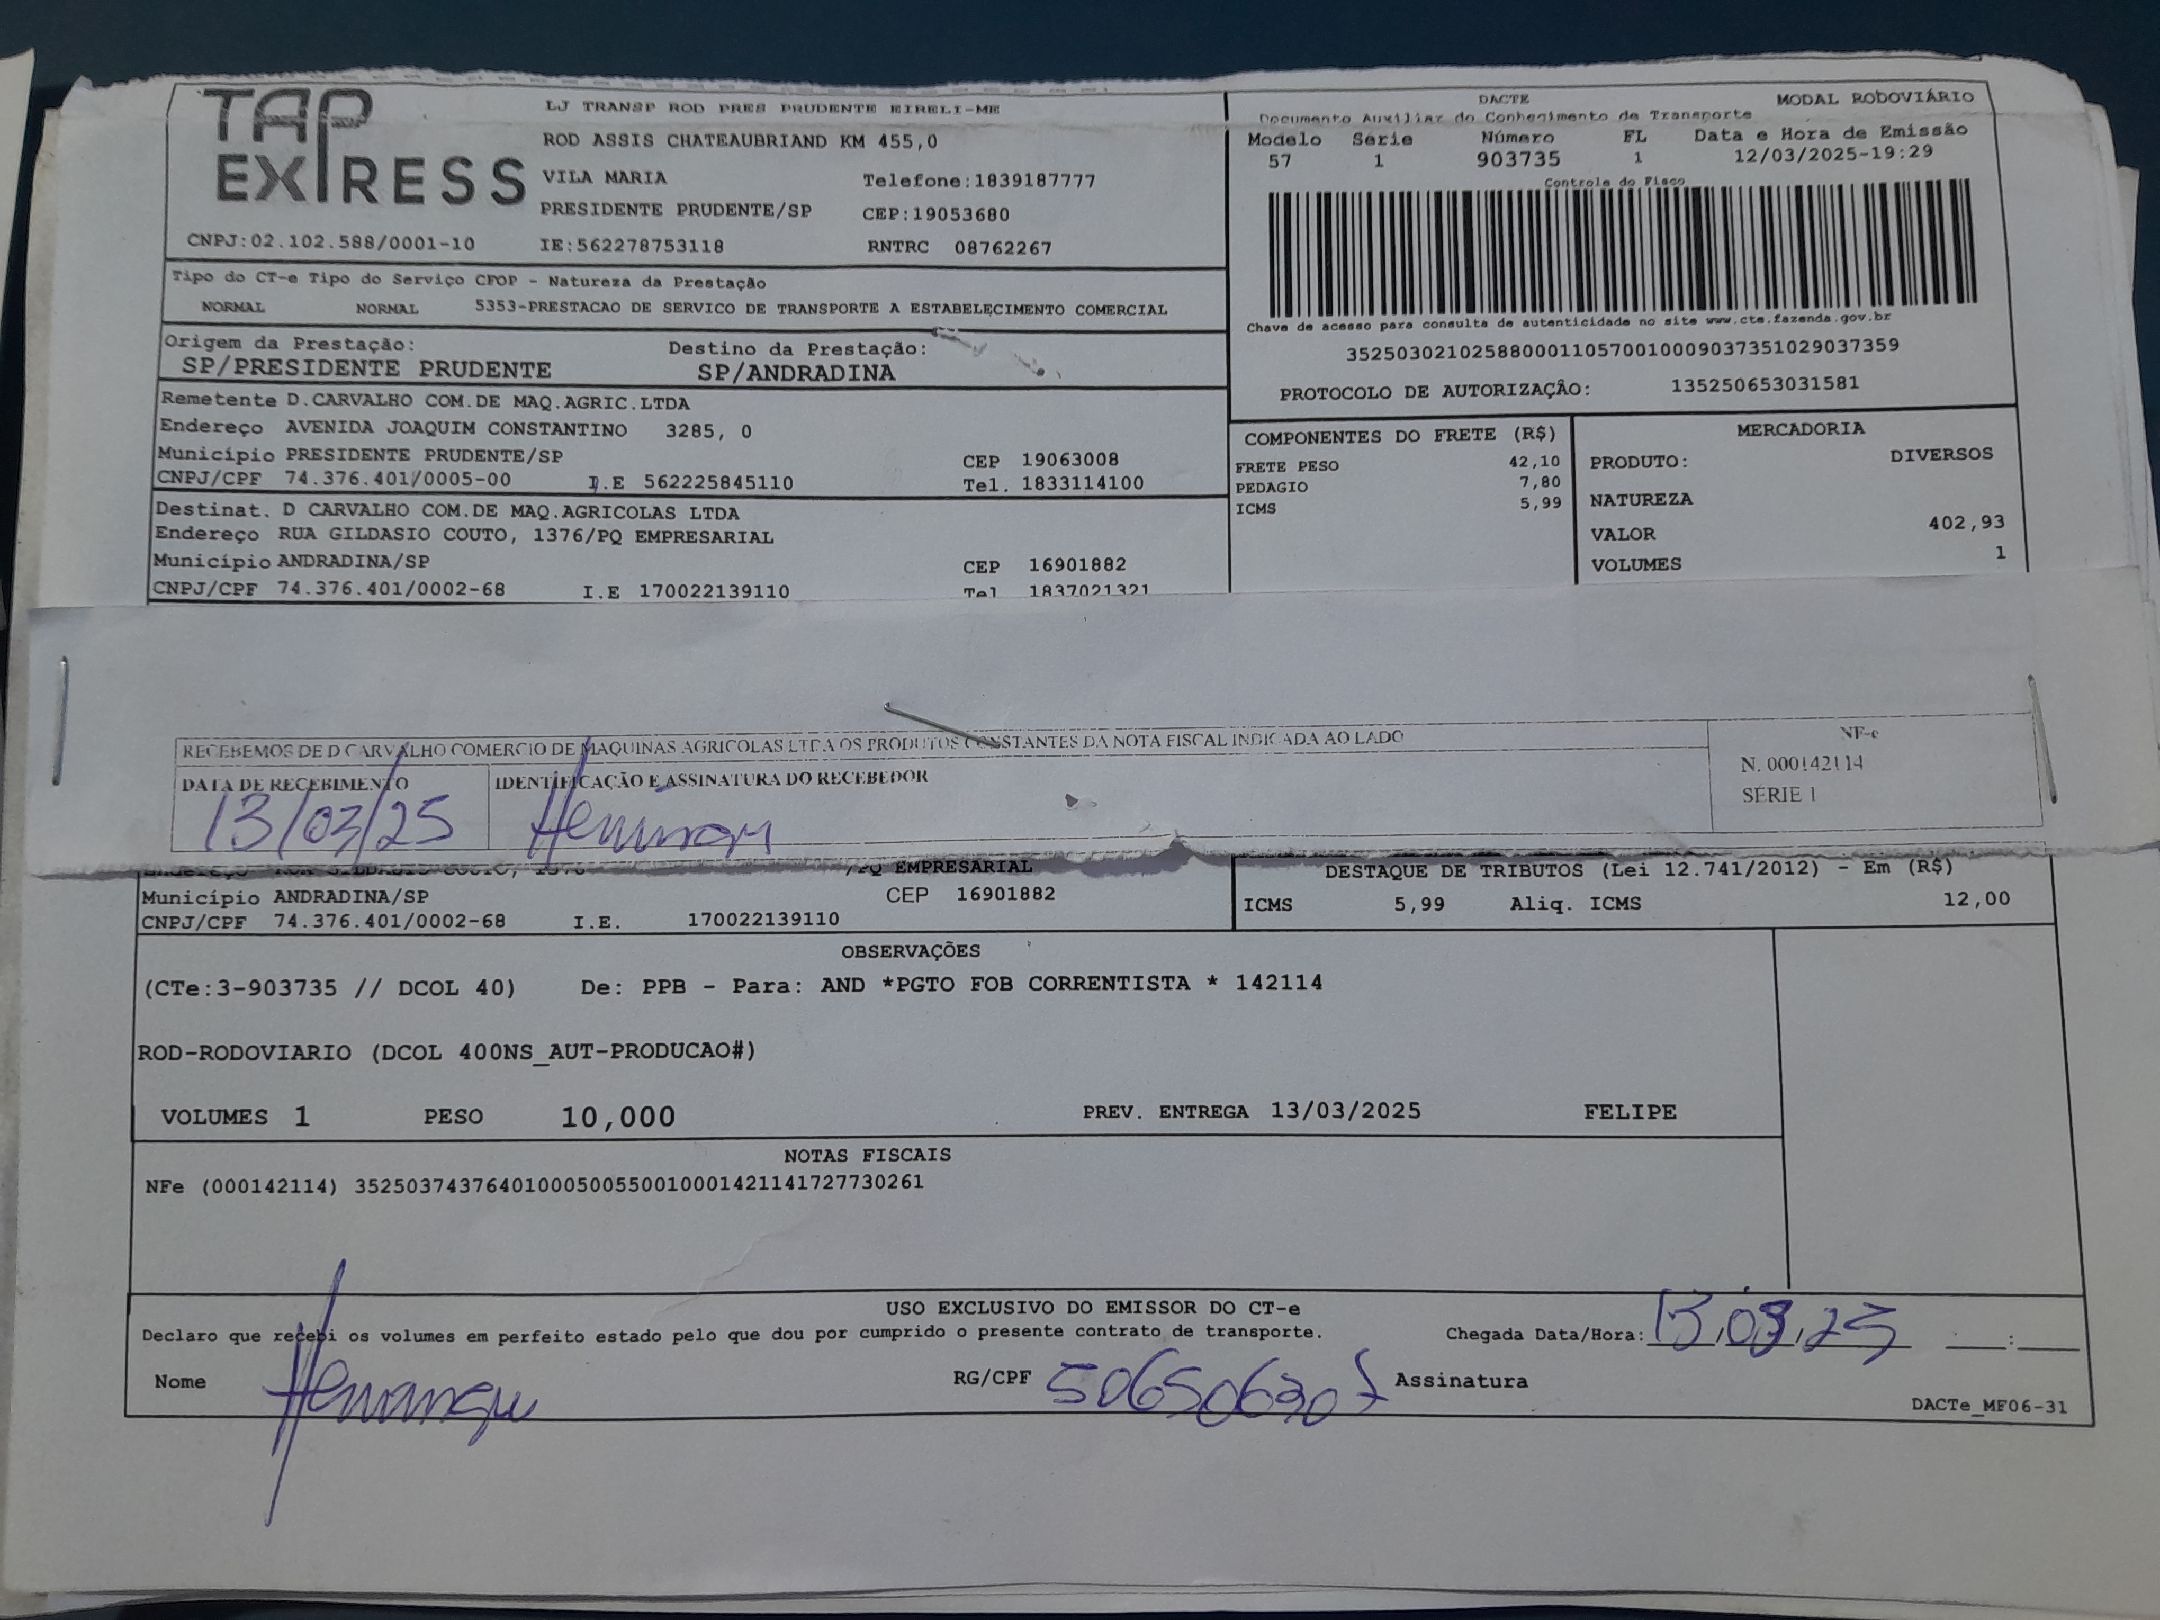 TAP EXPRESS
LJ TRANSP ROD PRES PRUDENTE EIRELI-ME
ROD ASSIS CHATEAUBRIAND KM 455,0
VILA MARIA Telefone:1839187777
PRESIDENTE PRUDENTE/SP CEP:19053680
CNPJ:02.102.588/0001-10 IE:562278753118 RNTRC 08762267
DACTE MODAL RODOVIÁRIO
Documento Auxiliar do Conhecimento de Transporte
Modelo Serie Número FL Data e Hora de Emissão
57 1 903735 1 12/03/2025-19:29
Controle do Fisco
Chave de acesso para consulta de autenticidade no site www.cte.fazenda.gov.br
35250302102588000110570010009037351029037359
PROTOCOLO DE AUTORIZAÇÃO: 135250653031581
Tipo do CT-e Tipo do Serviço CFOP - Natureza da Prestação
NORMAL NORMAL 5353-PRESTACAO DE SERVICO DE TRANSPORTE A ESTABELECIMENTO COMERCIAL
Origem da Prestação: Destino da Prestação:
SP/PRESIDENTE PRUDENTE SP/ANDRADINA
Remetente D.CARVALHO COM.DE MAQ.AGRIC.LTDA
Endereço AVENIDA JOAQUIM CONSTANTINO 3285, 0
Município PRESIDENTE PRUDENTE/SP CEP 19063008
CNPJ/CPF 74.376.401/0005-00 I.E 562225845110 Tel. 1833114100
Destinat. D CARVALHO COM.DE MAQ.AGRICOLAS LTDA
Endereço RUA GILDASIO COUTO, 1376/PQ EMPRESARIAL
Município ANDRADINA/SP CEP 16901882
CNPJ/CPF 74.376.401/0002-68 I.E 170022139110 Tel 1837021321
COMPONENTES DO FRETE (R$)
FRETE PESO 42,10
PEDAGIO 7,80
ICMS 5,99
MERCADORIA
PRODUTO: DIVERSOS
NATUREZA
VALOR 402,93
VOLUMES 1
RECEBEMOS DE D CARVALHO COMERCIO DE MAQUINAS AGRICOLAS LTDA OS PRODUTOS CONSTANTES DA NOTA FISCAL INDICADA AO LADO
DATA DE RECEBIMENTO IDENTIFICAÇÃO E ASSINATURA DO RECEBEDOR
13/03/25
NF-e
N. 000142114
SÉRIE 1
/PQ EMPRESARIAL
Município ANDRADINA/SP CEP 16901882
CNPJ/CPF 74.376.401/0002-68 I.E. 170022139110
DESTAQUE DE TRIBUTOS (Lei 12.741/2012) - Em (R$)
ICMS 5,99 Aliq. ICMS 12,00
OBSERVAÇÕES
(CTe:3-903735 // DCOL 40) De: PPB - Para: AND *PGTO FOB CORRENTISTA * 142114
ROD-RODOVIARIO (DCOL 400NS_AUT-PRODUCAO#)
VOLUMES 1 PESO 10,000 PREV. ENTREGA 13/03/2025 FELIPE
NOTAS FISCAIS
NFe (000142114) 35250374376401000500550010001421141727730261
USO EXCLUSIVO DO EMISSOR DO CT-e
Declaro que recebi os volumes em perfeito estado pelo que dou por cumprido o presente contrato de transporte. Chegada Data/Hora: 13,03,25 :
Nome RG/CPF 506506307 Assinatura
DACTe_MF06-31